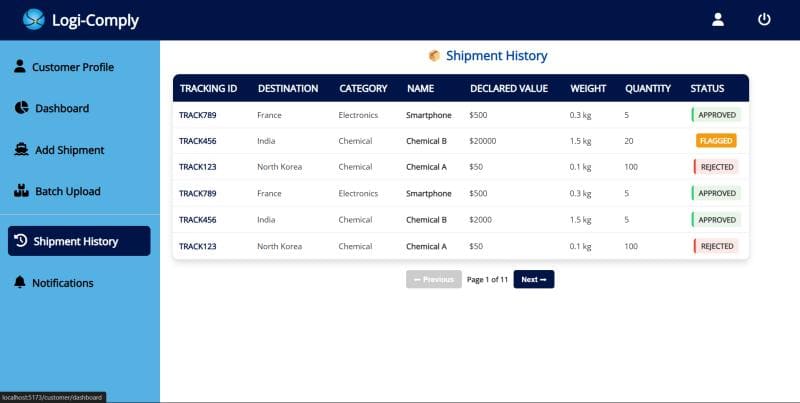 Logi-Comply
Customer Profile
Dashboard
Add Shipment
Batch Upload
Shipment History
Notifications
Shipment History
TRACKING ID DESTINATION CATEGORY NAME DECLARED VALUE WEIGHT QUANTITY STATUS
TRACK789 France Electronics Smartphone $500 0.3 kg 5 APPROVED
TRACK456 India Chemical Chemical B $20000 1.5 kg 20 FLAGGED
TRACK123 North Korea Chemical Chemical A $50 0.1 kg 100 REJECTED
TRACK789 France Electronics Smartphone $500 0.3 kg 5 APPROVED
TRACK456 India Chemical Chemical B $2000 1.5 kg 5 APPROVED
TRACK123 North Korea Chemical Chemical A $50 0.1 kg 100 REJECTED
← Previous Page 1 of 11 Next →
localhost:5173/customer/dashboard